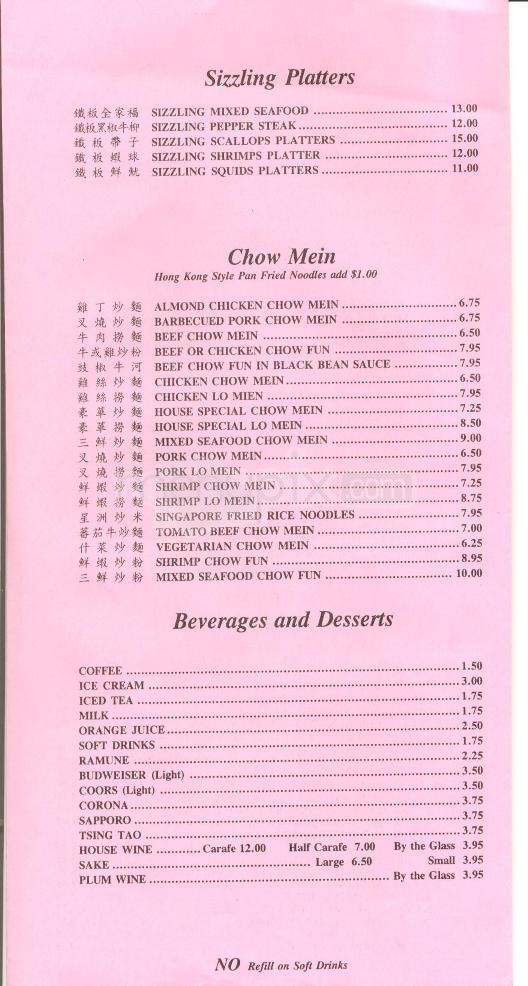 Sizzling Platters
鐵板全家福 SIZZLING MIXED SEAFOOD 13.00
鐵板黑椒牛柳 SIZZLING PEPPER STEAK 12.00
鐵板帶子 SIZZLING SCALLOPS PLATTERS 15.00
鐵板蝦球 SIZZLING SHRIMPS PLATTER 12.00
鐵板鮮魷 SIZZLING SQUIDS PLATTERS 11.00
Chow Mein
Hong Kong Style Pan Fried Noodles add $1.00
雞丁炒麵 ALMOND CHICKEN CHOW MEIN 6.75
叉燒炒麵 BARBECUED PORK CHOW MEIN 6.75
牛肉撈麵 BEEF CHOW MEIN 6.50
牛或雞炒粉 BEEF OR CHICKEN CHOW FUN 7.95
豉椒牛河 BEEF CHOW FUN IN BLACK BEAN SAUCE 7.95
雞絲炒麵 CHICKEN CHOW MEIN 6.50
雞絲撈麵 CHICKEN LO MIEN 7.95
豪華炒麵 HOUSE SPECIAL CHOW MEIN 7.25
豪華撈麵 HOUSE SPECIAL LO MEIN 8.50
三鮮炒麵 MIXED SEAFOOD CHOW MEIN 9.00
叉燒炒麵 PORK CHOW MEIN 6.50
叉燒撈麵 PORK LO MEIN 7.95
鮮蝦炒麵 SHRIMP CHOW MEIN 7.25
鮮蝦撈麵 SHRIMP LO MEIN 8.75
星洲炒米 SINGAPORE FRIED RICE NOODLES 7.95
蕃茄牛炒麵 TOMATO BEEF CHOW MEIN 7.00
什菜炒麵 VEGETARIAN CHOW MEIN 6.25
鮮蝦炒粉 SHRIMP CHOW FUN 8.95
三鮮炒粉 MIXED SEAFOOD CHOW FUN 10.00
Beverages and Desserts
COFFEE 1.50
ICE CREAM 3.00
ICED TEA 1.75
MILK 1.75
ORANGE JUICE 2.50
SOFT DRINKS 1.75
RAMUNE 2.25
BUDWEISER (Light) 3.50
COORS (Light) 3.50
CORONA 3.75
SAPPORO 3.75
TSING TAO 3.75
HOUSE WINE Carafe 12.00 Half Carafe 7.00 By the Glass 3.95
SAKE Large 6.50 Small 3.95
PLUM WINE By the Glass 3.95
NO Refill on Soft Drinks